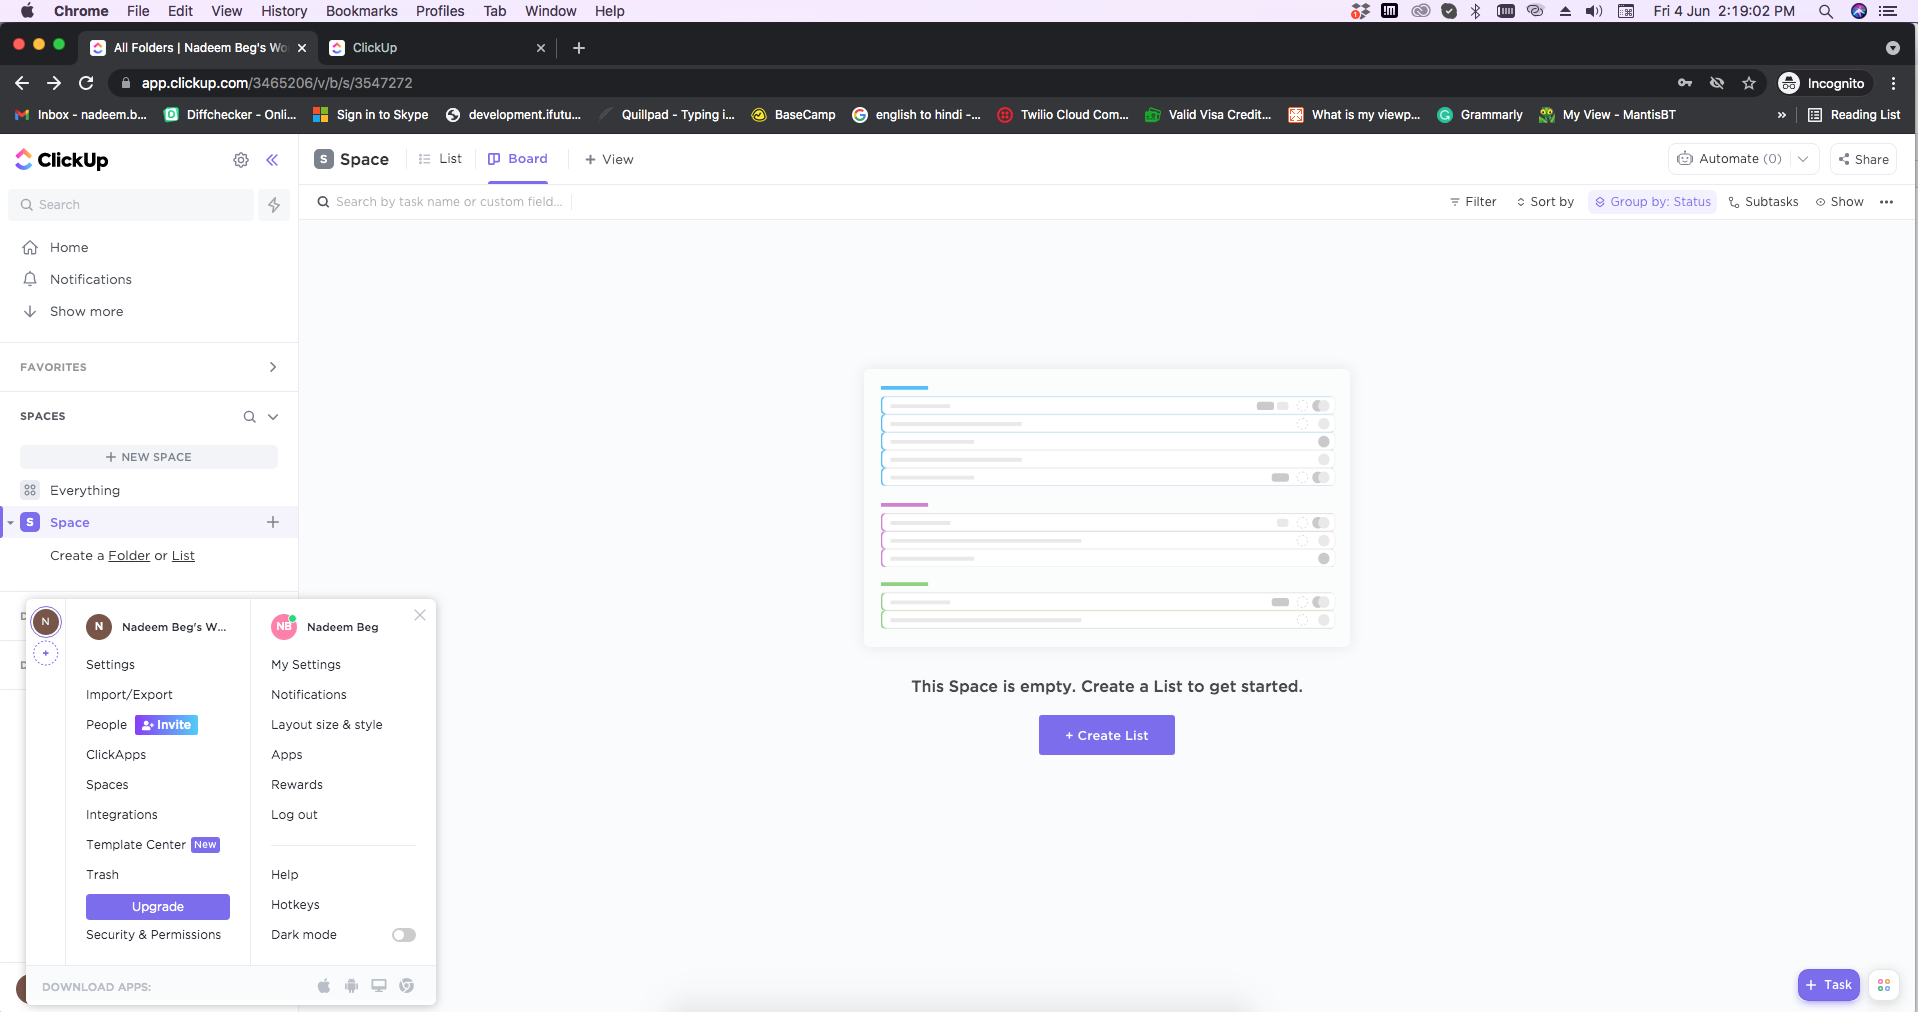 Chrome File Edit View History Bookmarks Profiles Tab Window Help
Fri 4 Jun 2:19:02 PM
All Folders | Nadeem Beg's Wo
ClickUp
app.clickup.com/3465206/v/b/s/3547272
Incognito
Inbox - nadeem.b...
Diffchecker - Onli...
Sign in to Skype
development.ifutu...
Quillpad - Typing i...
BaseCamp
english to hindi -...
Twilio Cloud Com...
Valid Visa Credit...
What is my viewp...
Grammarly
My View - MantisBT
»
Reading List
ClickUp
S Space
List
Board
+ View
Automate (0)
Share
Search
Search by task name or custom field...
Filter
Sort by
Group by: Status
Subtasks
Show
Home
Notifications
Show more
FAVORITES
SPACES
+ NEW SPACE
Everything
S Space +
Create a Folder or List
This Space is empty. Create a List to get started.
+ Create List
N
+
N Nadeem Beg's W...
Settings
Import/Export
People Invite
ClickApps
Spaces
Integrations
Template Center New
Trash
Upgrade
Security & Permissions
NB Nadeem Beg
My Settings
Notifications
Layout size & style
Apps
Rewards
Log out
Help
Hotkeys
Dark mode
DOWNLOAD APPS:
+ Task